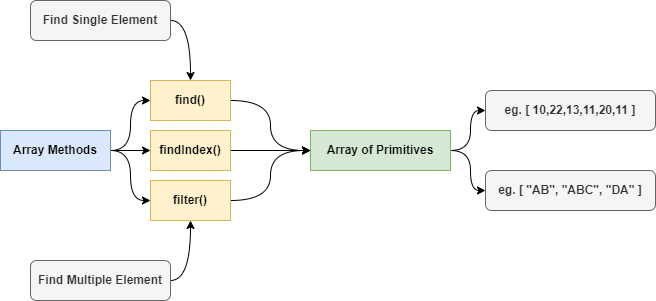 Find Single Element
find()
Array Methods
findIndex()
filter()
Find Multiple Element
Array of Primitives
eg. [ 10,22,13,11,20,11 ]
eg. [ "AB", "ABC", "DA" ]